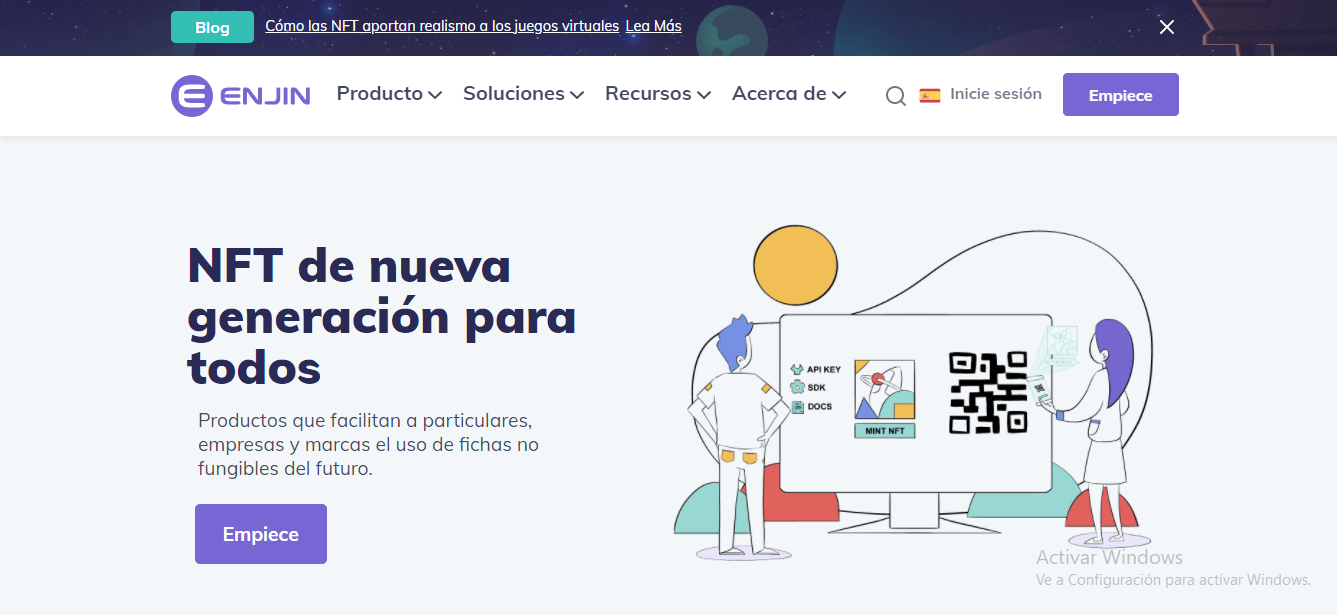 Blog Cómo las NFT aportan realismo a los juegos virtuales Lea Más
ENJIN Producto Soluciones Recursos Acerca de Inicie sesión Empiece
NFT de nueva
generación para
todos
Productos que facilitan a particulares,
empresas y marcas el uso de fichas no
fungibles del futuro.
Empiece
API KEY
SDK
DOCS
MINT NFT
Activar Windows
Ve a Configuración para activar Windows.